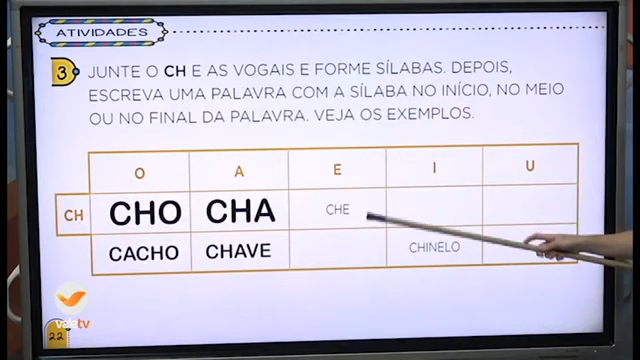 ATIVIDADES
3 JUNTE O CH E AS VOGAIS E FORME SÍLABAS. DEPOIS,
ESCREVA UMA PALAVRA COM A SÍLABA NO INÍCIO, NO MEIO
OU NO FINAL DA PALAVRA. VEJA OS EXEMPLOS.
O A E I U
CH CHO CHA CHE
CACHO CHAVE CHINELO
tv
22